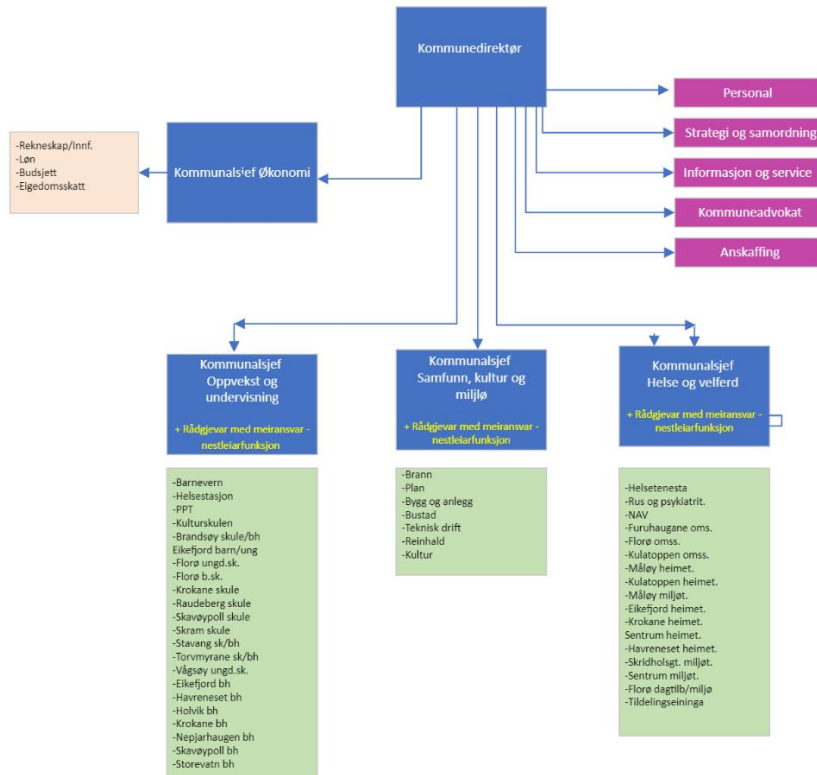 Kommunedirektør
Personal
Strategi og samordning
Informasjon og service
Kommuneadvokat
Anskaffing
Kommunalsjef Økonomi
-Rekneskap/Innf.
-Løn
-Budsjett
-Eigedomsskatt
Kommunalsjef
Oppvekst og
undervisning
+ Rådgjevar med meiransvar -
nestleiarfunksjon
-Barnevern
-Helsestasjon
-PPT
-Kulturskulen
-Brandsøy skule/bh
Eikefjord barn/ung
-Florø ungd.sk.
-Florø b.sk.
-Krokane skule
-Raudeberg skule
-Skavøypoll skule
-Skram skule
-Stavang sk/bh
-Torvmyrane sk/bh
-Vågsøy ungd.sk.
-Eikefjord bh
-Havreneset bh
-Holvik bh
-Krokane bh
-Nepjarhaugen bh
-Skavøypoll bh
-Storevatn bh
Kommunalsjef
Samfunn, kultur og
miljlø
+ Rådgjevar med meiransvar -
nestleiarfunksjon
-Brann
-Plan
-Bygg og anlegg
-Bustad
-Teknisk drift
-Reinhald
-Kultur
Kommunalsjef
Helse og velferd
+ Rådgjevar med meiransvar -
nestleiarfunksjon
-Helsetenesta
-Rus og psykiatrit.
-NAV
-Furuhaugane oms.
-Florø omss.
-Kulatoppen omss.
-Måløy heimet.
-Kulatoppen heimet.
-Måløy miljøt.
-Eikefjord heimet.
-Krokane heimet.
Sentrum heimet.
-Havreneset heimet.
-Skridholsgt. miljøt.
-Sentrum miljøt.
-Florø dagtilb/miljø
-Tildelingseininga